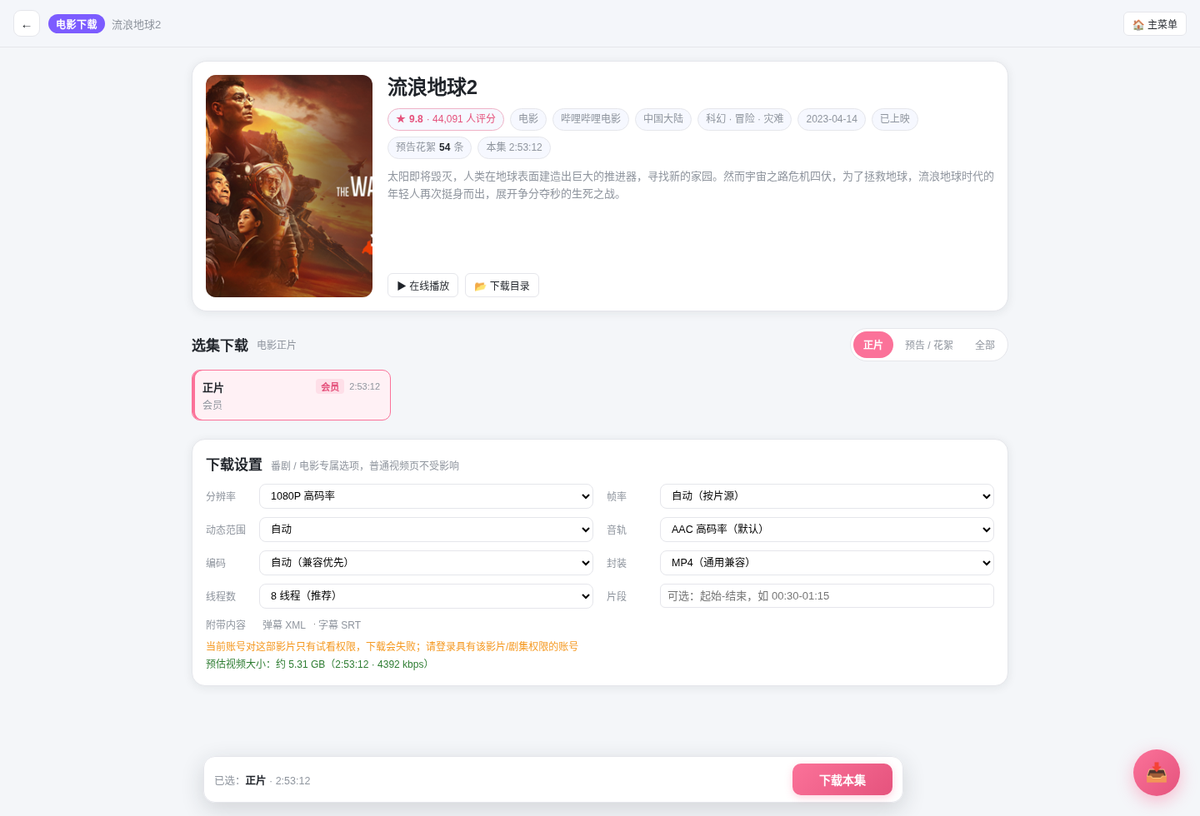 ← 电影下载 流浪地球2 🏠 主菜单
流浪地球2
★ 9.8 · 44,091 人评分 电影 哔哩哔哩电影 中国大陆 科幻 · 冒险 · 灾难 2023-04-14 已上映
预告花絮 54 条 本集 2:53:12
太阳即将毁灭，人类在地球表面建造出巨大的推进器，寻找新的家园。然而宇宙之路危机四伏，为了拯救地球，流浪地球时代的
年轻人再次挺身而出，展开争分夺秒的生死之战。
THE WA
▶ 在线播放 📂 下载目录
选集下载 电影正片 正片 预告 / 花絮 全部
正片 会员 2:53:12
会员
下载设置 番剧 / 电影专属选项，普通视频页不受影响
分辨率 1080P 高码率 帧率 自动（按片源）
动态范围 自动 音轨 AAC 高码率（默认）
编码 自动（兼容优先） 封装 MP4（通用兼容）
线程数 8 线程（推荐） 片段 可选：起始-结束，如 00:30-01:15
附带内容 弹幕 XML · 字幕 SRT
当前账号对这部影片只有试看权限，下载会失败；请登录具有该影片/剧集权限的账号
预估视频大小：约 5.31 GB（2:53:12 · 4392 kbps）
已选：正片 · 2:53:12 下载本集 📥